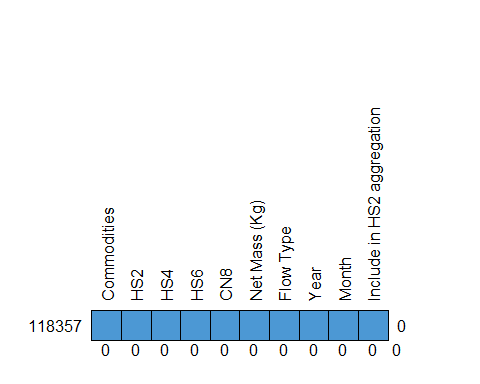 Commodities
HS2
HS4
HS6
CN8
Net Mass (Kg)
Flow Type
Year
Month
Include in HS2 aggregation
118357 0
0 0 0 0 0 0 0 0 0 0 0